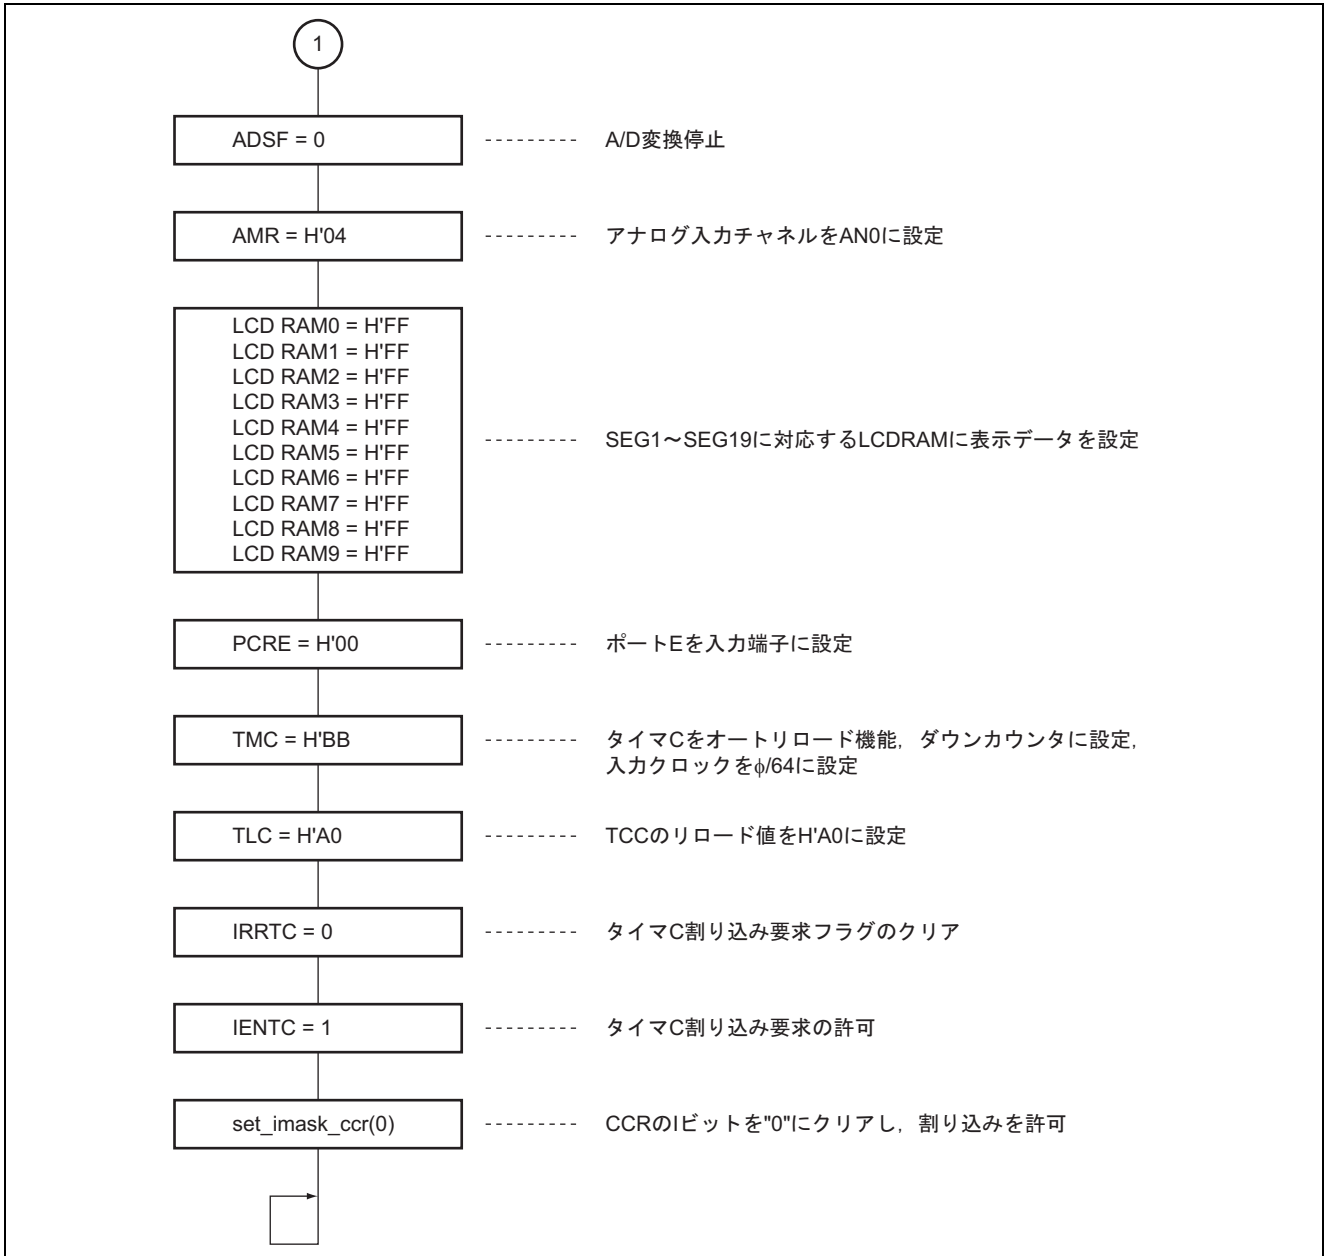 1
ADSF = 0 --------- A/D変換停止
AMR = H'04 --------- アナログ入力チャネルをAN0に設定
LCD RAM0 = H'FF
LCD RAM1 = H'FF
LCD RAM2 = H'FF
LCD RAM3 = H'FF
LCD RAM4 = H'FF
LCD RAM5 = H'FF
LCD RAM6 = H'FF
LCD RAM7 = H'FF
LCD RAM8 = H'FF
LCD RAM9 = H'FF
--------- SEG1～SEG19に対応するLCDRAMに表示データを設定
PCRE = H'00 --------- ポートEを入力端子に設定
TMC = H'BB --------- タイマCをオートリロード機能，ダウンカウンタに設定，
入力クロックをφ/64に設定
TLC = H'A0 --------- TCCのリロード値をH'A0に設定
IRRTC = 0 --------- タイマC割り込み要求フラグのクリア
IENTC = 1 --------- タイマC割り込み要求の許可
set_imask_ccr(0) --------- CCRのIビットを"0"にクリアし，割り込みを許可